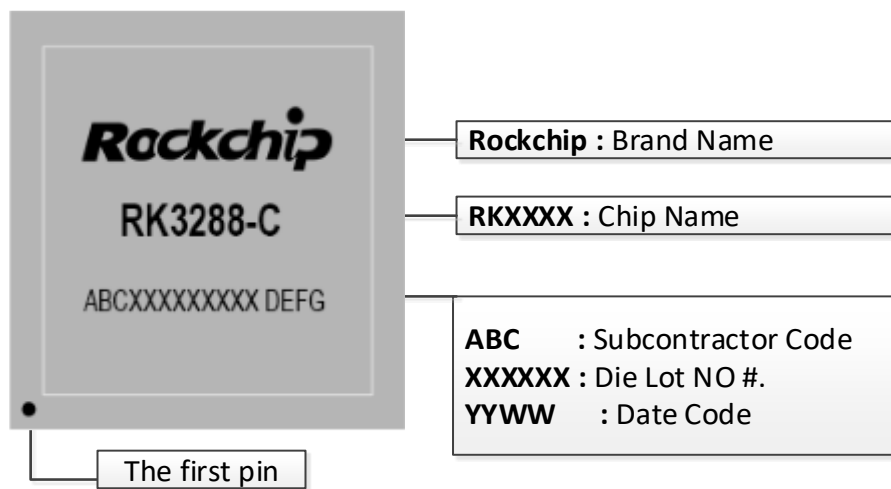 Rockchip
RK3288-C
ABCXXXXXXXXX DEFG
Rockchip : Brand Name
RKXXXX : Chip Name
ABC : Subcontractor Code
XXXXXX : Die Lot NO #.
YYWW : Date Code
The first pin